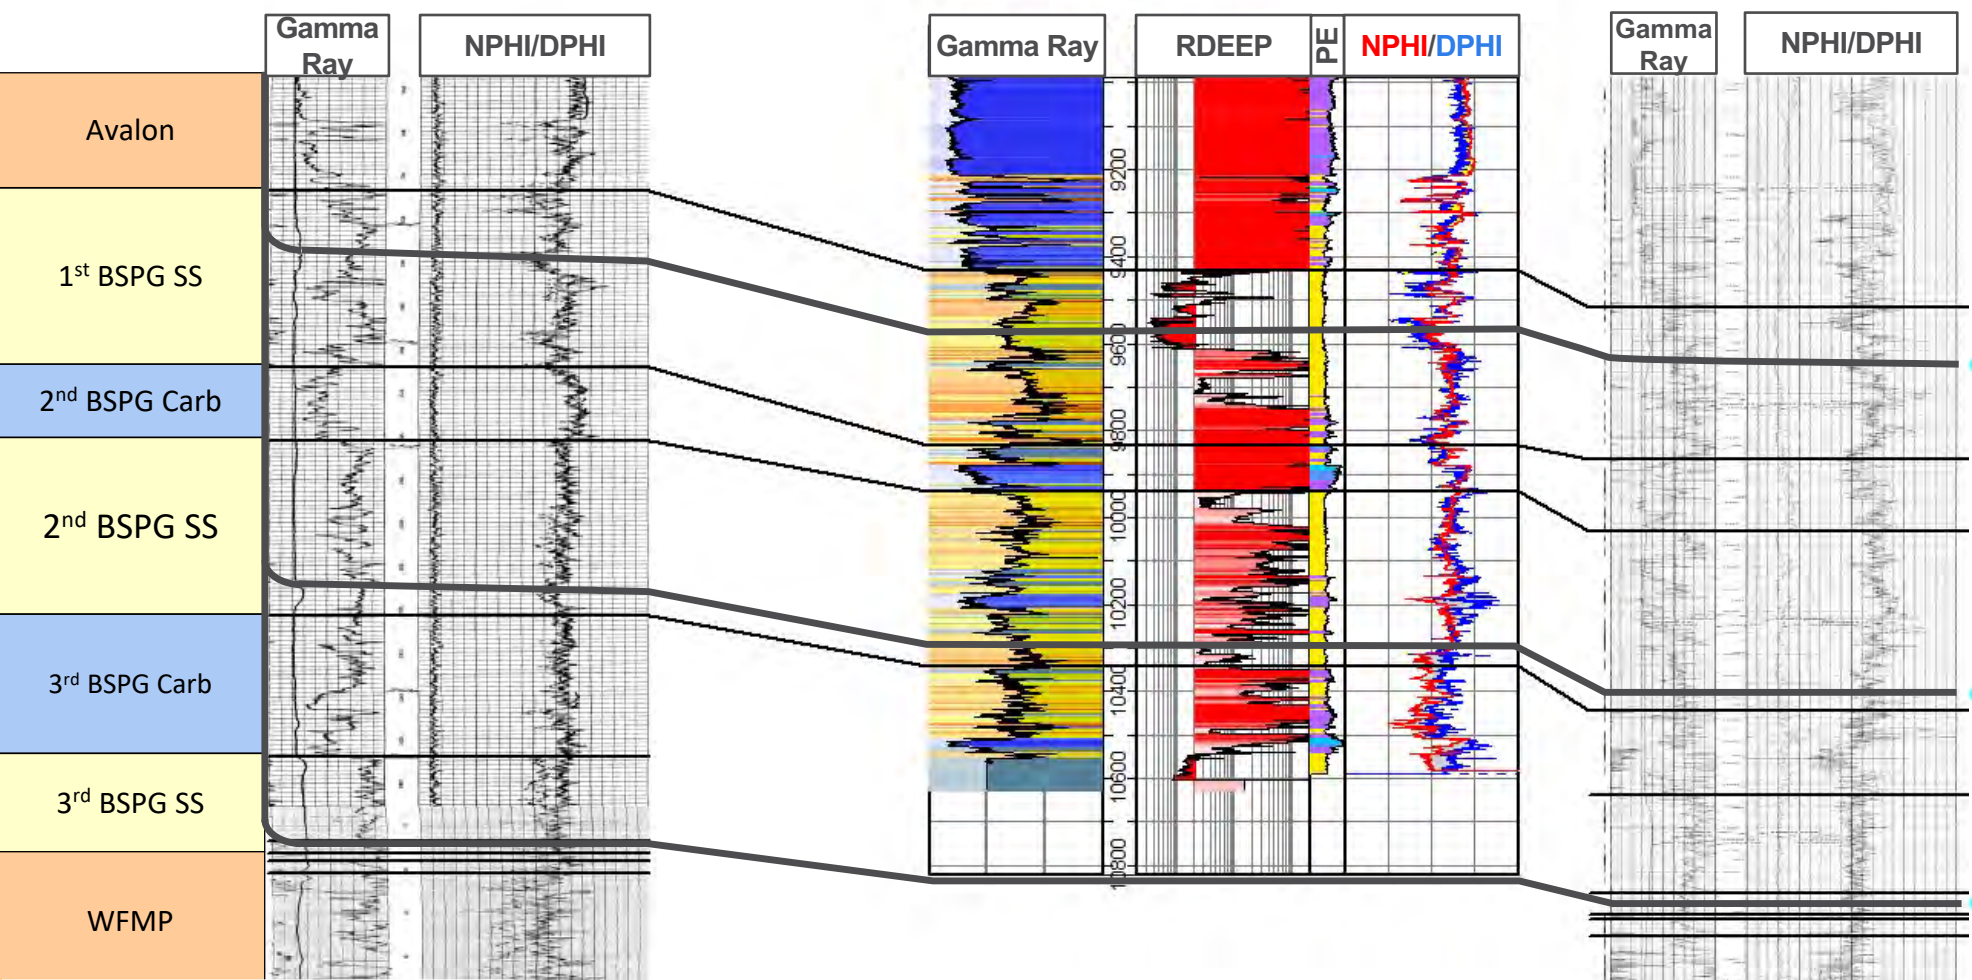 Gamma
Ray
NPHI/DPHI
Gamma Ray
RDEEP
PE
NPHI/DPHI
Gamma
Ray
NPHI/DPHI
Avalon
1st BSPG SS
2nd BSPG Carb
2nd BSPG SS
3rd BSPG Carb
3rd BSPG SS
WFMP
9200
9400
9600
9800
10000
10200
10400
10600
10800